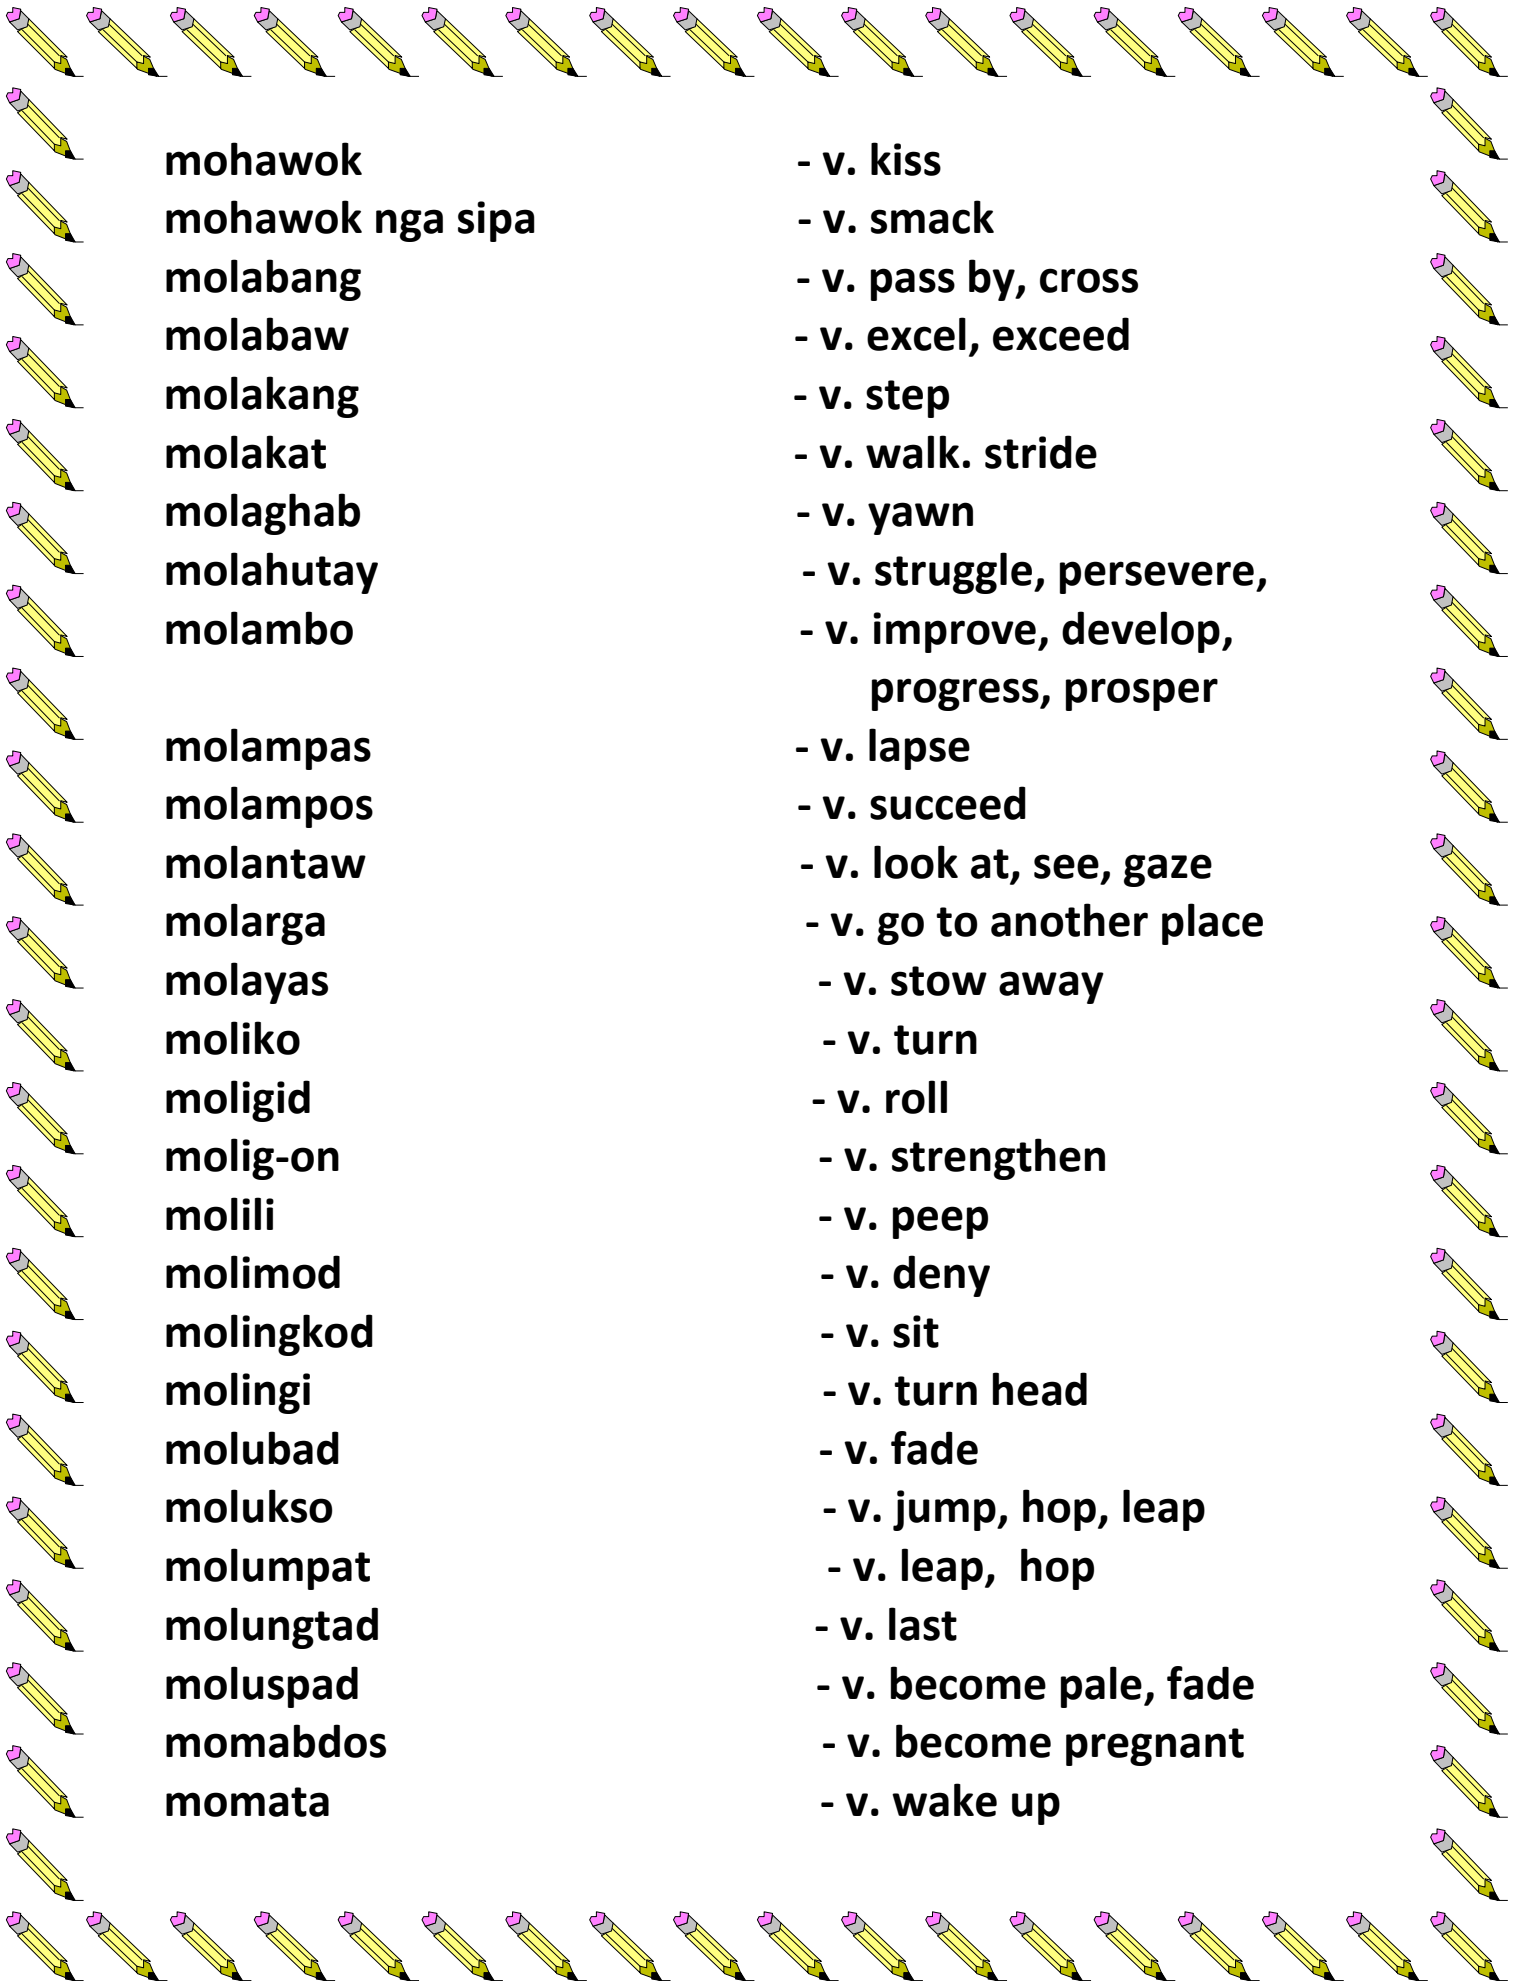 mohawok - v. kiss
mohawok nga sipa - v. smack
molabang - v. pass by, cross
molabaw - v. excel, exceed
molakang - v. step
molakat - v. walk. stride
molaghab - v. yawn
molahutay - v. struggle, persevere,
molambo - v. improve, develop,
progress, prosper
molampas - v. lapse
molampos - v. succeed
molantaw - v. look at, see, gaze
molarga - v. go to another place
molayas - v. stow away
moliko - v. turn
moligid - v. roll
molig-on - v. strengthen
molili - v. peep
molimod - v. deny
molingkod - v. sit
molingi - v. turn head
molubad - v. fade
molukso - v. jump, hop, leap
molumpat - v. leap,  hop
molungtad - v. last
moluspad - v. become pale, fade
momabdos - v. become pregnant
momata - v. wake up